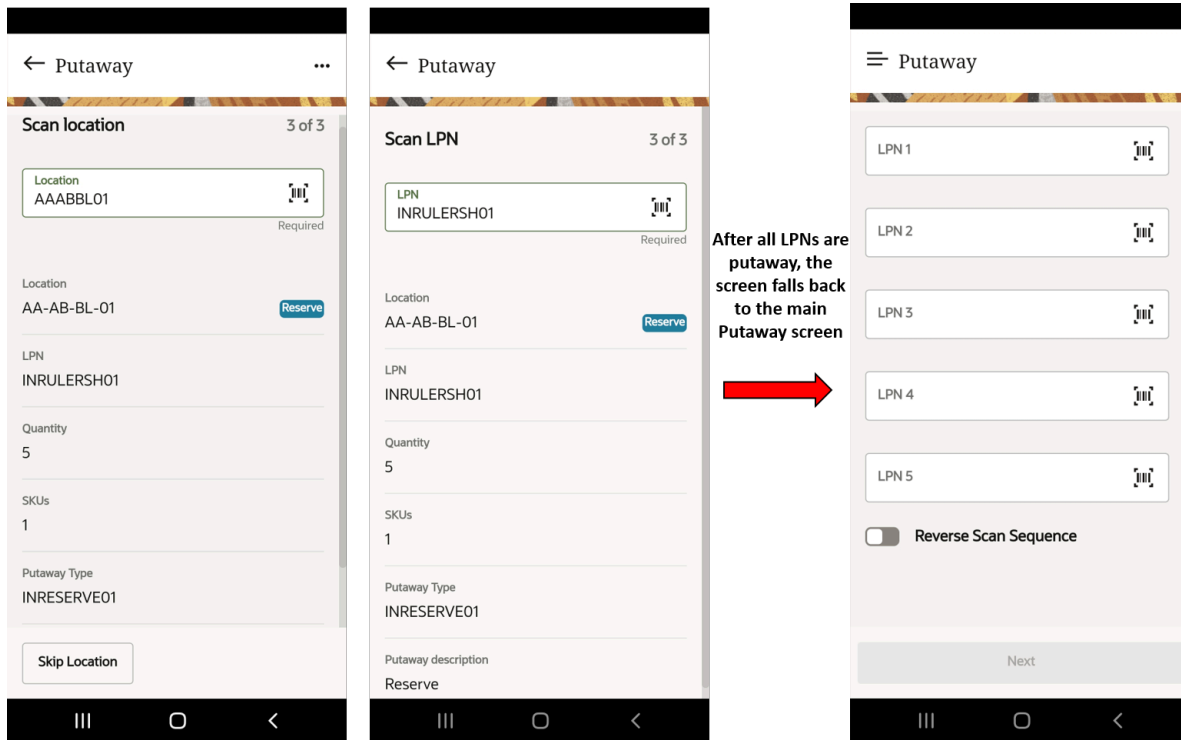 Putaway
Scan location
3 of 3
Location
AAABBL01
Required
Location
AA-AB-BL-01
Reserve
LPN
INRULERSH01
Quantity
5
SKUs
1
Putaway Type
INRESERVE01
Skip Location
Putaway
Scan LPN
3 of 3
LPN
INRULERSH01
Required
Location
AA-AB-BL-01
Reserve
LPN
INRULERSH01
Quantity
5
SKUs
1
Putaway Type
INRESERVE01
Putaway description
Reserve
After all LPNs are
putaway, the
screen falls back
to the main
Putaway screen
Putaway
LPN 1
LPN 2
LPN 3
LPN 4
LPN 5
Reverse Scan Sequence
Next